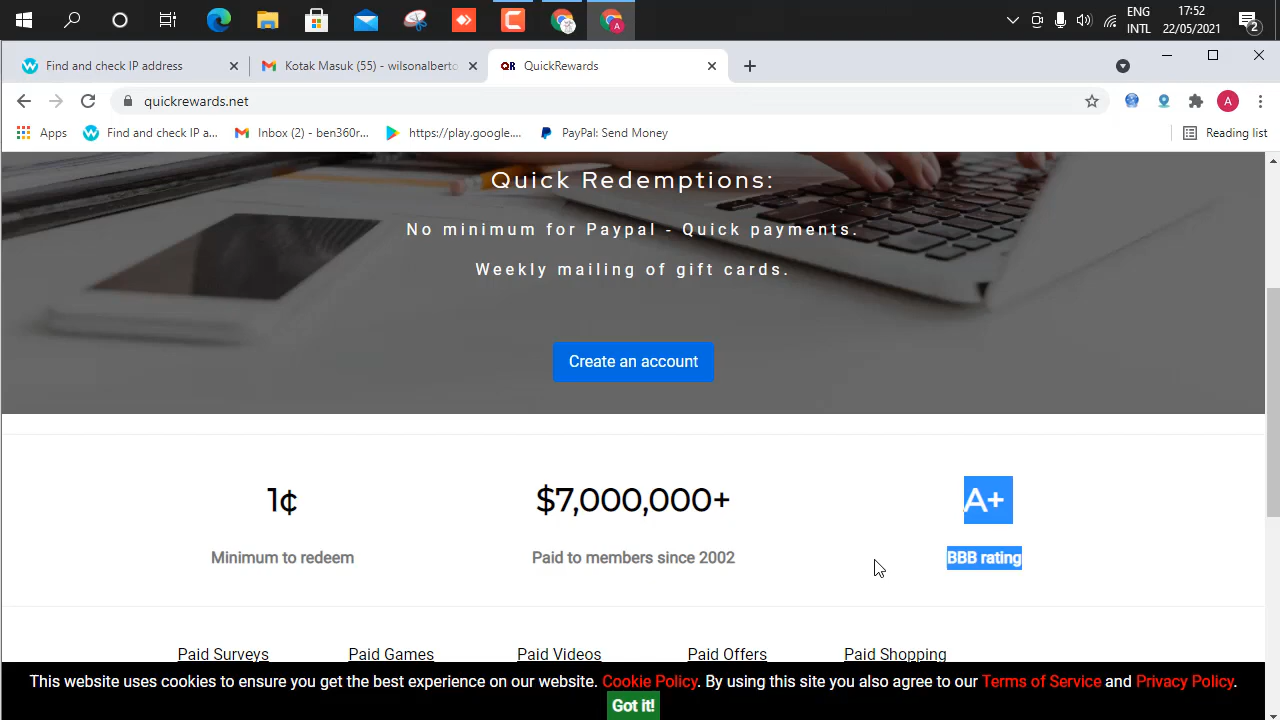 ENG
17:52
INTL
22/05/2021
2
Find and check IP address
Kotak Masuk (55) - wilsonalberto
QR QuickRewards
quickrewards.net
A
Apps
Find and check IP a...
Inbox (2) - ben360r...
https://play.google....
PayPal: Send Money
Reading list
Quick Redemptions:
No minimum for Paypal - Quick payments.
Weekly mailing of gift cards.
Create an account
1¢
$7,000,000+
A+
Minimum to redeem
Paid to members since 2002
BBB rating
Paid Surveys
Paid Games
Paid Videos
Paid Offers
Paid Shopping
This website uses cookies to ensure you get the best experience on our website. Cookie Policy. By using this site you also agree to our Terms of Service and Privacy Policy.
Got it!